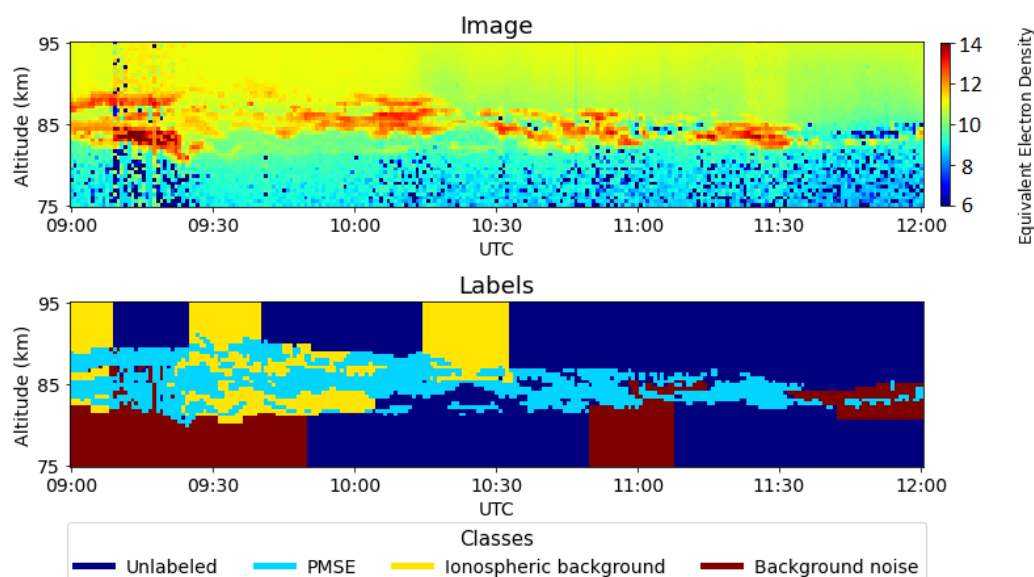 Image
95
85
75
Altitude (km)
09:00 09:30 10:00 10:30 11:00 11:30 12:00
UTC
14
12
10
8
6
Equivalent Electron Density
Labels
95
85
75
Altitude (km)
09:00 09:30 10:00 10:30 11:00 11:30 12:00
UTC
Classes
Unlabeled PMSE Ionospheric background Background noise